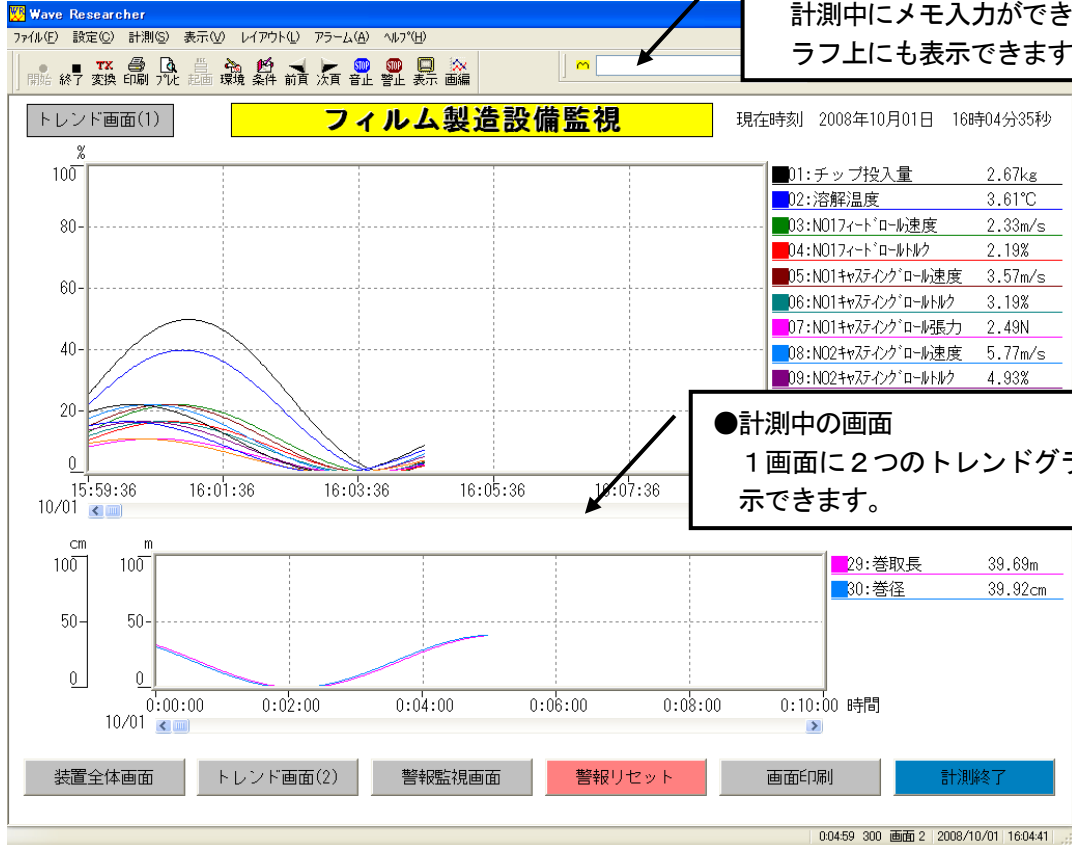 Wave Researcher
ﾌｧｲﾙ(F) 設定(C) 計測(S) 表示(V) ﾚｲｱｳﾄ(L) ｱﾗｰﾑ(A) ﾍﾙﾌﾟ(H)
計測中にメモ入力ができ
ラフ上にも表示できます
TX STOP STOP
開始 終了 変換 印刷 ﾌﾟﾚﾋﾞ 起画 環境 条件 前頁 次頁 音止 警止 表示 画編
トレンド画面(1)
フィルム製造設備監視
現在時刻 2008年10月01日 16時04分35秒
%
100
80
60
40
20
0
15:59:36 16:01:36 16:03:36 16:05:36 16:07:36
10/01
01:チップ投入量 2.67kg
02:溶解温度 3.61℃
03:NO1ﾌｨｰﾄﾞﾛｰﾙ速度 2.33m/s
04:NO1ﾌｨｰﾄﾞﾛｰﾙﾄﾙｸ 2.19%
05:NO1ｷｬｽﾃｨﾝｸﾞﾛｰﾙ速度 3.57m/s
06:NO1ｷｬｽﾃｨﾝｸﾞﾛｰﾙﾄﾙｸ 3.19%
07:NO1ｷｬｽﾃｨﾝｸﾞﾛｰﾙ張力 2.49N
08:NO2ｷｬｽﾃｨﾝｸﾞﾛｰﾙ速度 5.77m/s
09:NO2ｷｬｽﾃｨﾝｸﾞﾛｰﾙﾄﾙｸ 4.93%
●計測中の画面
１画面に２つのトレンドグラ
示できます。
cm m
100 100
50 50
0 0
0:00:00 0:02:00 0:04:00 0:06:00 0:08:00 0:10:00 時間
10/01
29:巻取長 39.69m
30:巻径 39.92cm
装置全体画面 トレンド画面(2) 警報監視画面 警報リセット 画面印刷 計測終了
0:04:59 300 画面 2 2008/10/01 16:04:41